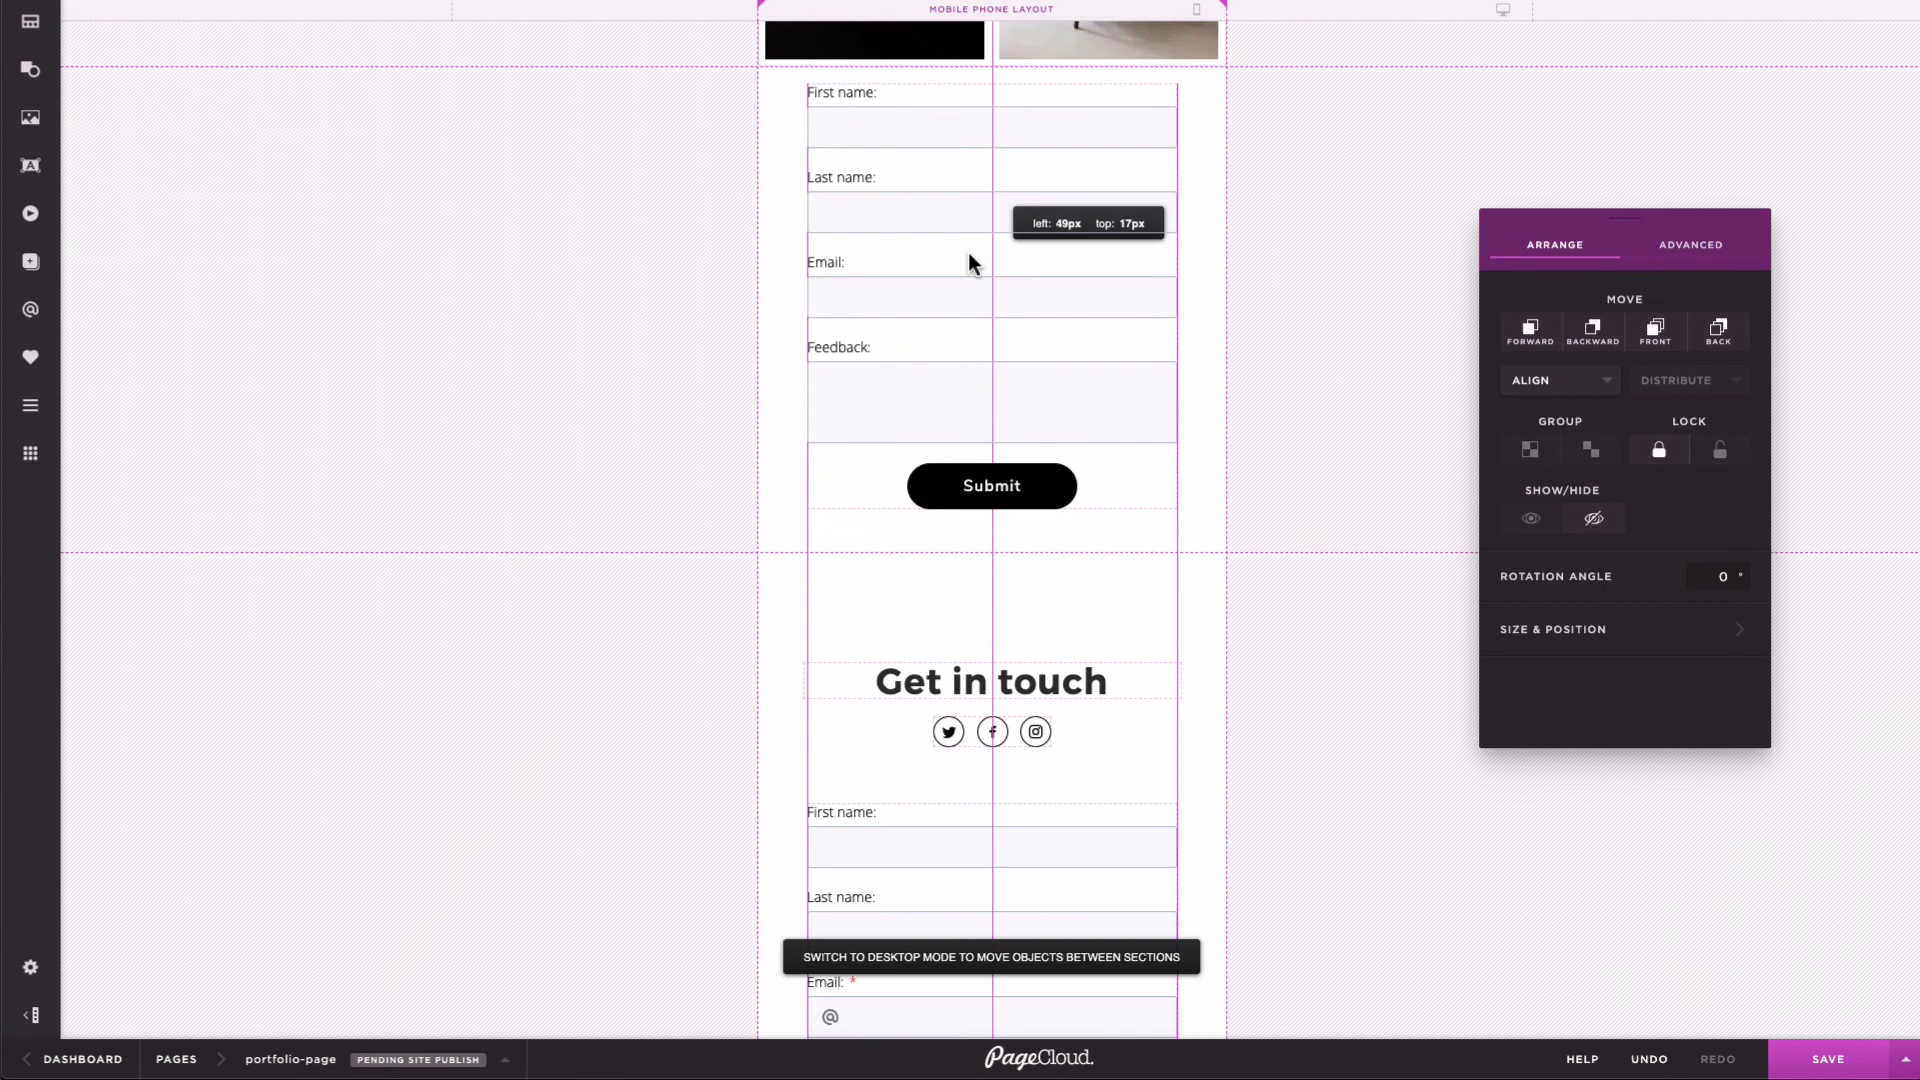 MOBILE PHONE LAYOUT
First name:
Last name:
left: 49px top: 17px
Email:
Feedback:
Submit
Get in touch
First name:
Last name:
SWITCH TO DESKTOP MODE TO MOVE OBJECTS BETWEEN SECTIONS
Email: *
@
ARRANGE ADVANCED
MOVE
FORWARD BACKWARD FRONT BACK
ALIGN DISTRIBUTE
GROUP LOCK
SHOW/HIDE
ROTATION ANGLE 0 °
SIZE & POSITION
DASHBOARD PAGES portfolio-page PENDING SITE PUBLISH PageCloud. HELP UNDO REDO SAVE